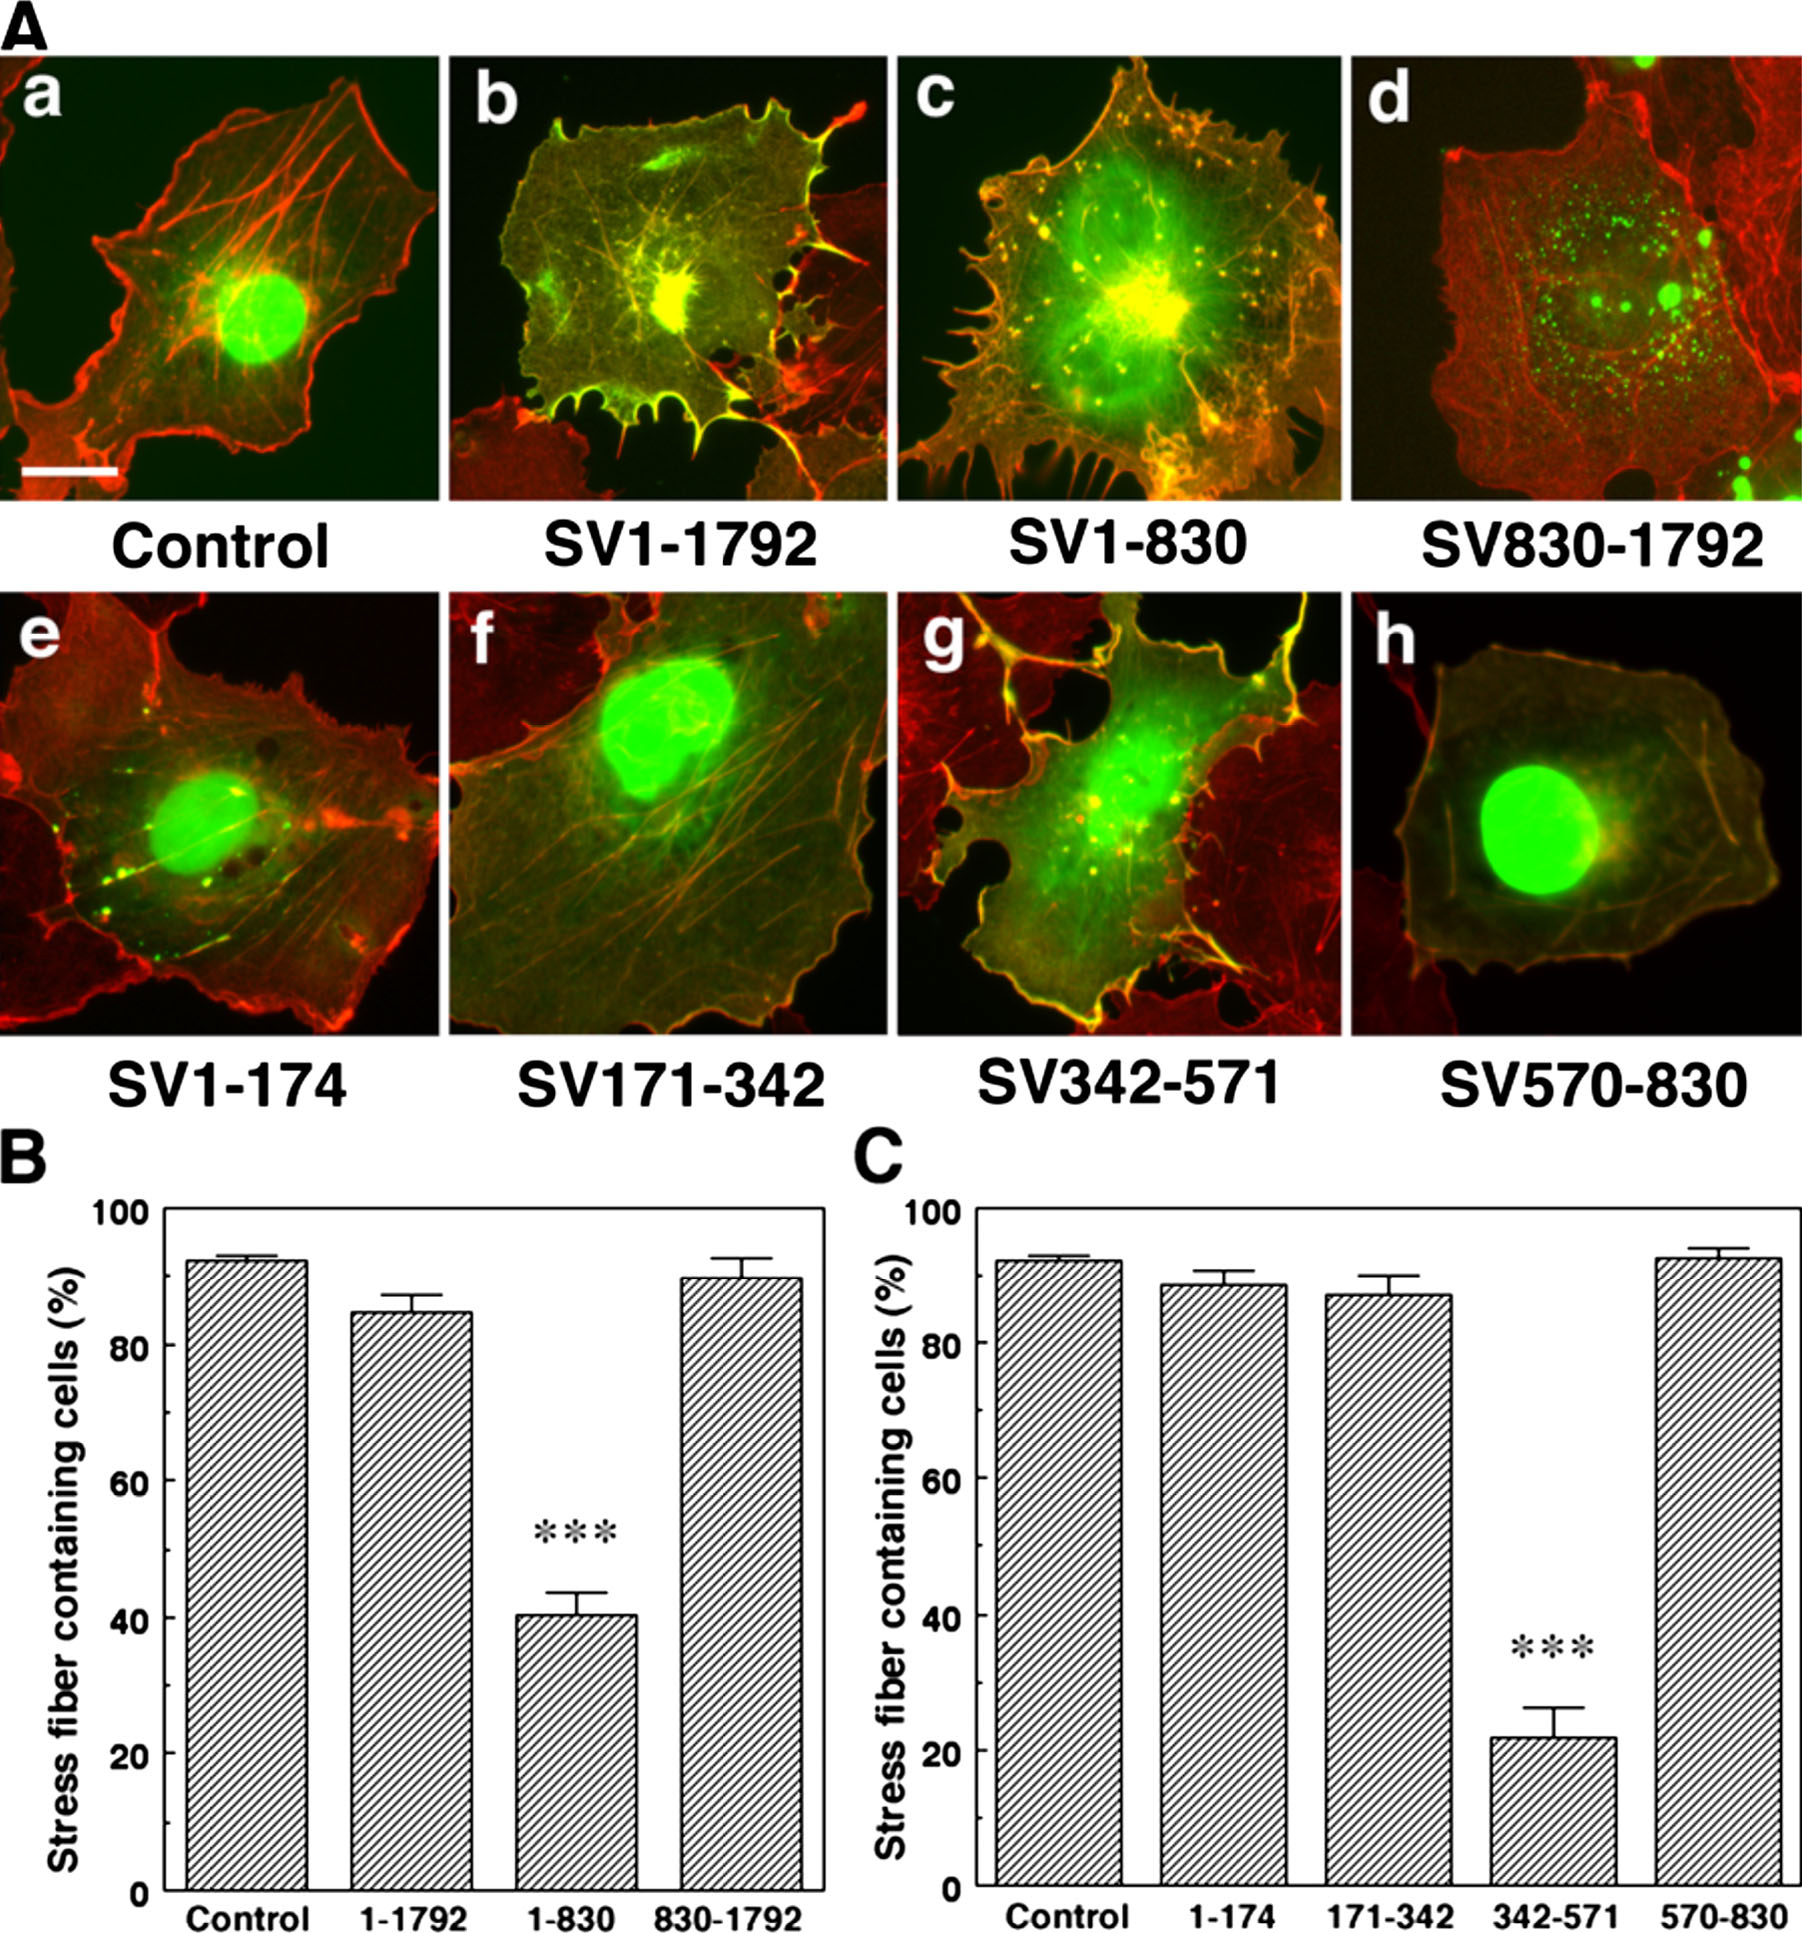 A
a b c d
Control SV1-1792 SV1-830 SV830-1792
e f g h
SV1-174 SV171-342 SV342-571 SV570-830
B
Stress fiber containing cells (%)
100
80
60
40
20
0
***
Control 1-1792 1-830 830-1792
C
Stress fiber containing cells (%)
100
80
60
40
20
0
***
Control 1-174 171-342 342-571 570-830